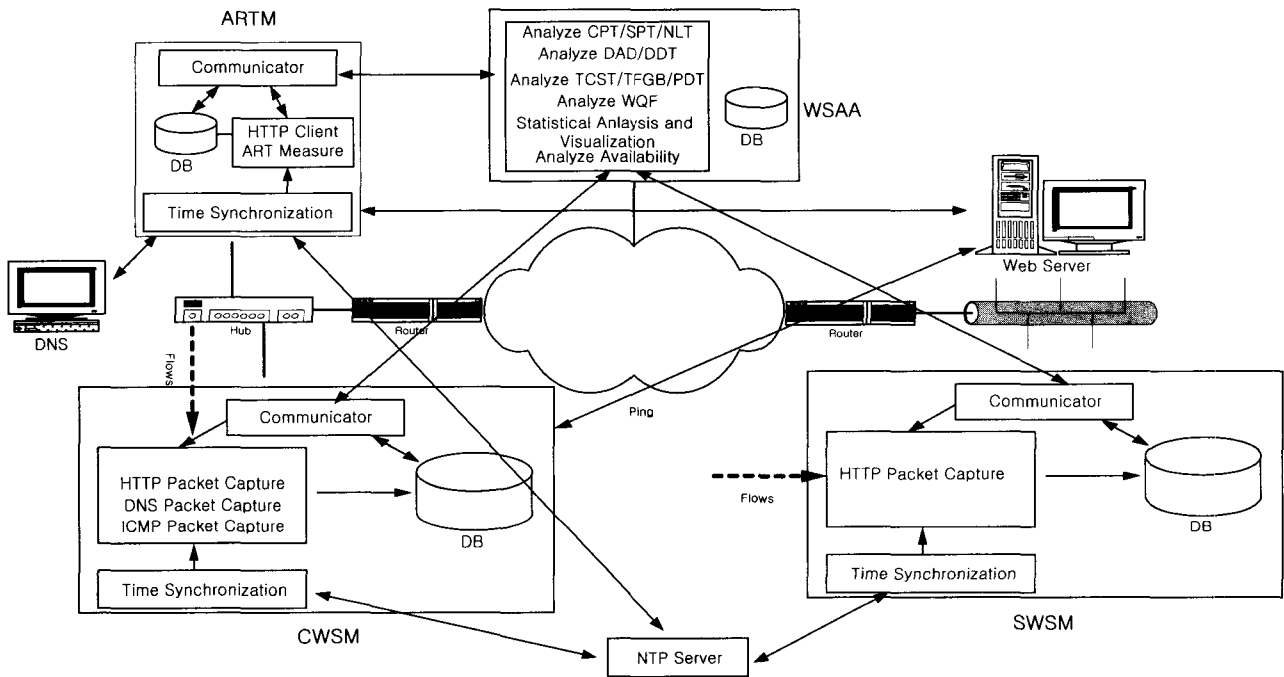 ARTM
Communicator
DB
HTTP Client
ART Measure
Time Synchronization
Analyze CPT/SPT/NLT
Analyze DAD/DDT
Analyze TCST/TFGB/PDT
Analyze WQF
Statistical Anlaysis and
Visualization
Analyze Availability
DB
WSAA
Web Server
DNS
Hub
Router
Router
Flows
Ping
Communicator
HTTP Packet Capture
DNS Packet Capture
ICMP Packet Capture
DB
Time Synchronization
CWSM
Flows
Communicator
HTTP Packet Capture
DB
Time Synchronization
SWSM
NTP Server